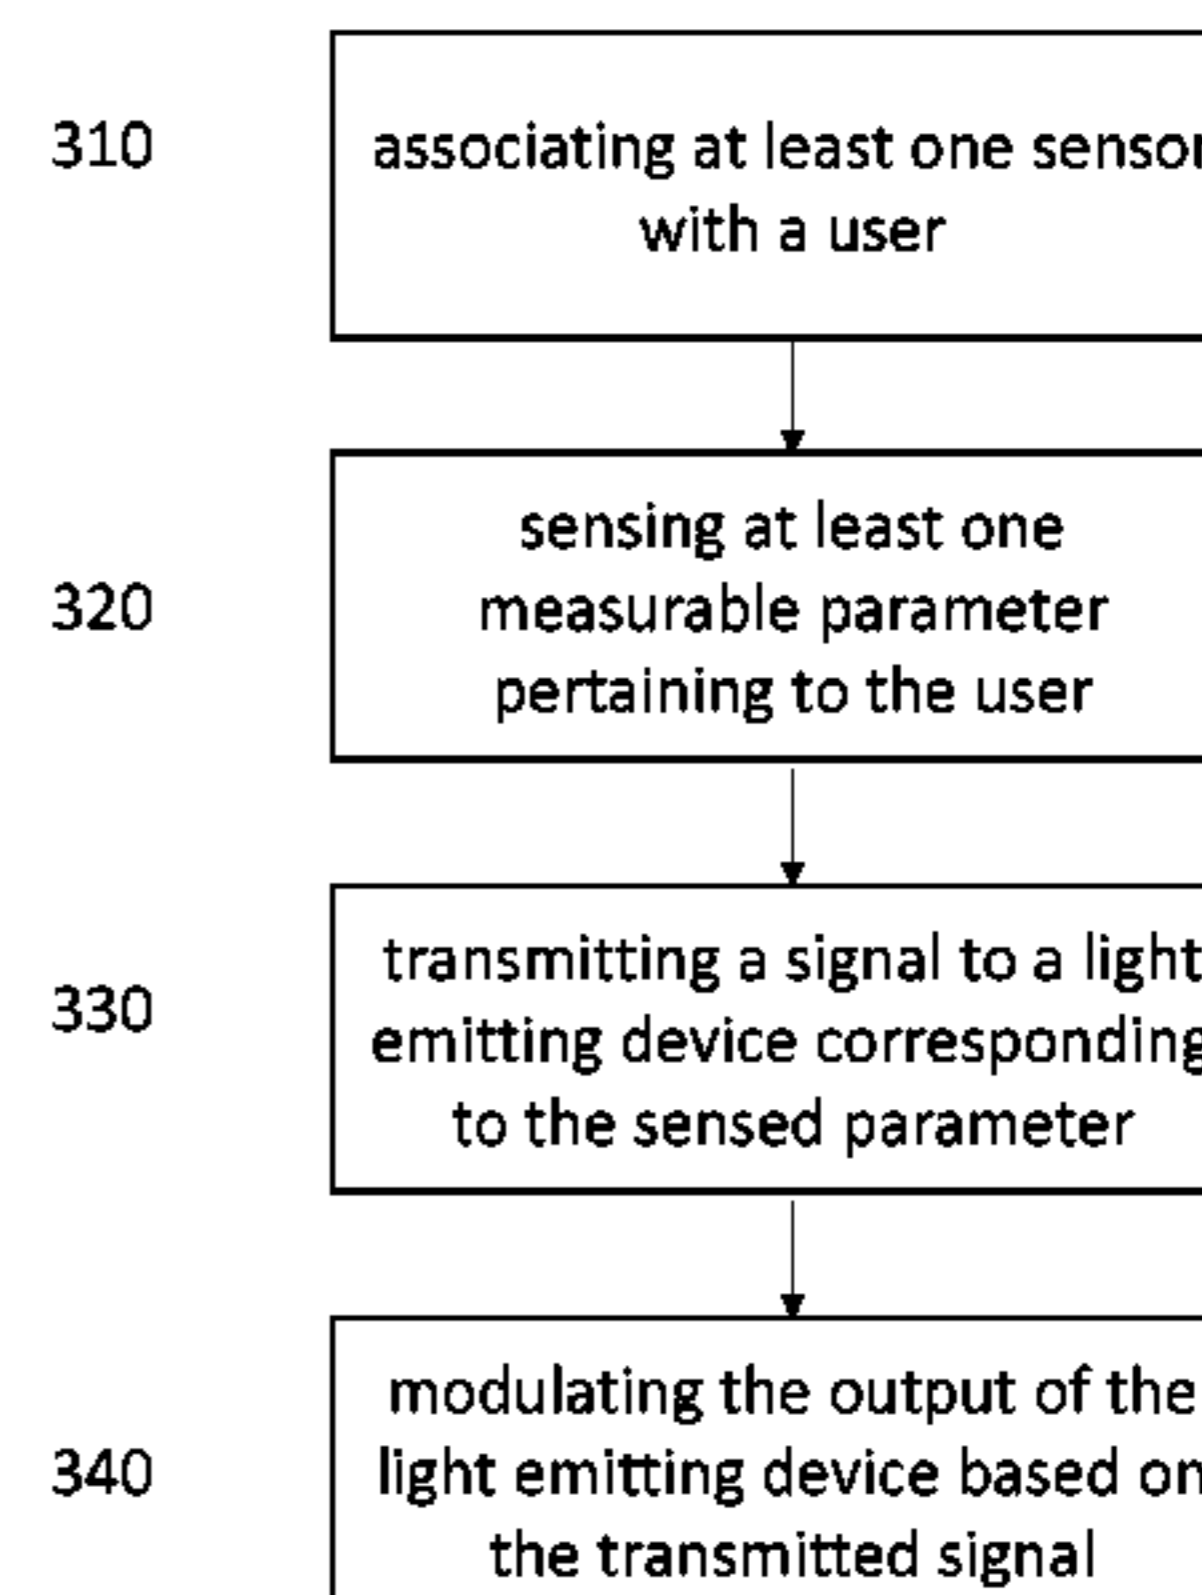 310
associating at least one sensor
with a user
sensing at least one
320
measurable parameter
pertaining to the user
transmitting a signal to a light
330
emitting device corresponding
to the sensed parameter
modulating the output of the
340
light emitting device based on
the transmitted signal